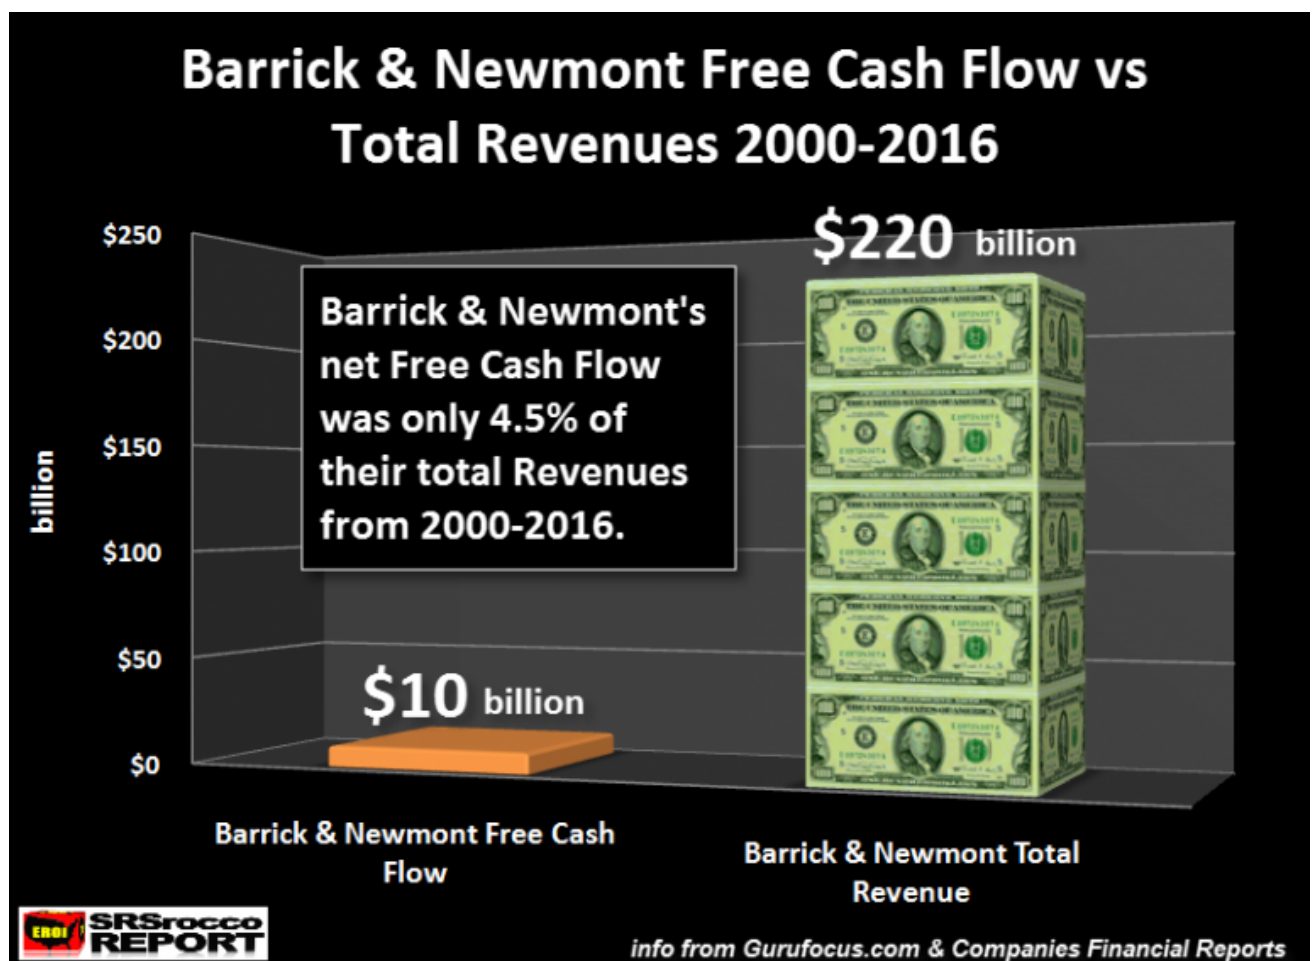 Barrick & Newmont Free Cash Flow vs
Total Revenues 2000-2016
$250
$200
$150
$100
$50
$0
billion
Barrick & Newmont's
net Free Cash Flow
was only 4.5% of
their total Revenues
from 2000-2016.
$220 billion
$10 billion
Barrick & Newmont Free Cash
Flow
Barrick & Newmont Total
Revenue
EROI
SRSrocco
REPORT
info from Gurufocus.com & Companies Financial Reports